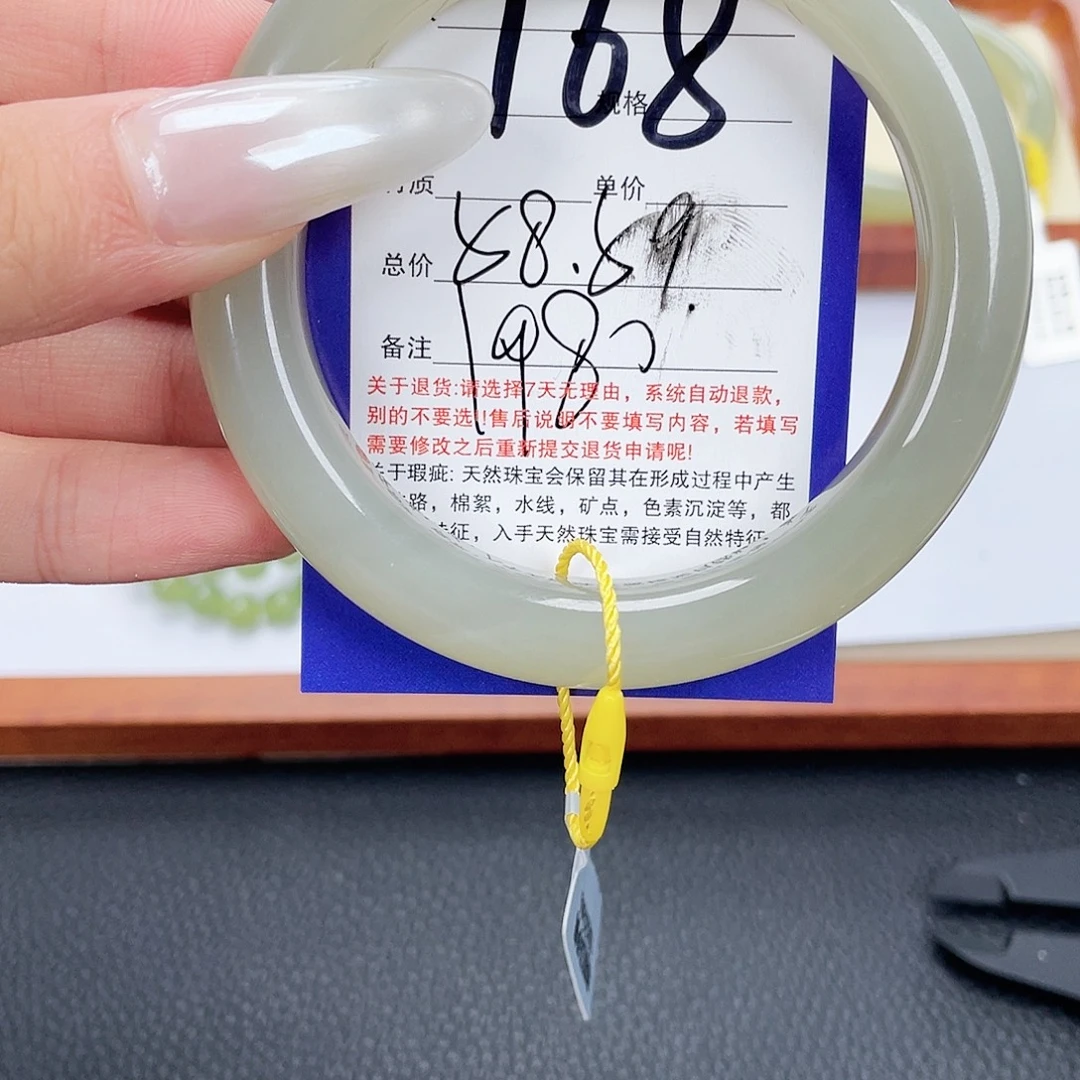 168
规格
质 单价
总价 58.59
备注 1980
关于退货:请选择7天无理由，系统自动退款，
别的不要选!!售后说明不要填写内容，若填写
需要修改之后重新提交退货申请呢!
关于瑕疵: 天然珠宝会保留其在形成过程中产生
路，棉絮，水线，矿点，色素沉淀等，都
征，入手天然珠宝需接受自然特征